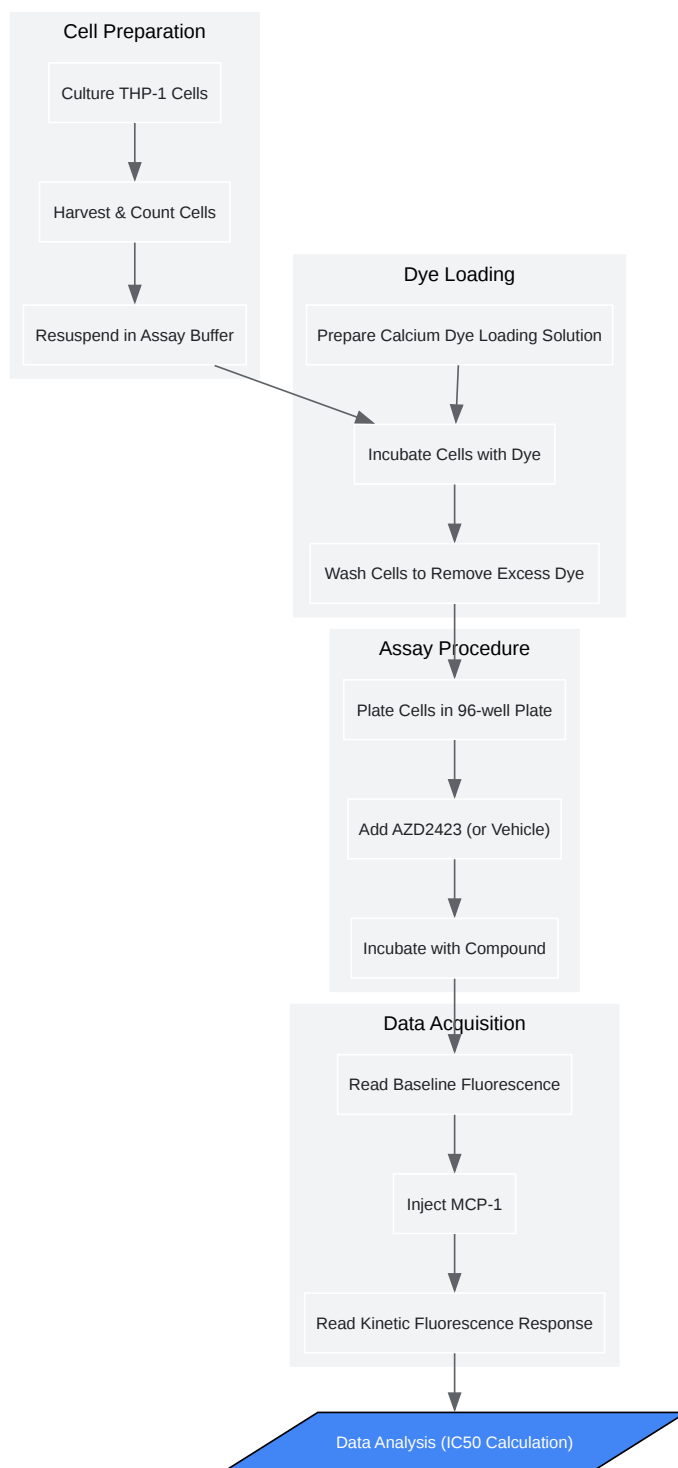 Cell Preparation
Culture THP-1 Cells
Harvest & Count Cells
Resuspend in Assay Buffer
Dye Loading
Prepare Calcium Dye Loading Solution
Incubate Cells with Dye
Wash Cells to Remove Excess Dye
Assay Procedure
Plate Cells in 96-well Plate
Add AZD2423 (or Vehicle)
Incubate with Compound
Data Acquisition
Read Baseline Fluorescence
Inject MCP-1
Read Kinetic Fluorescence Response
Data Analysis (IC50 Calculation)